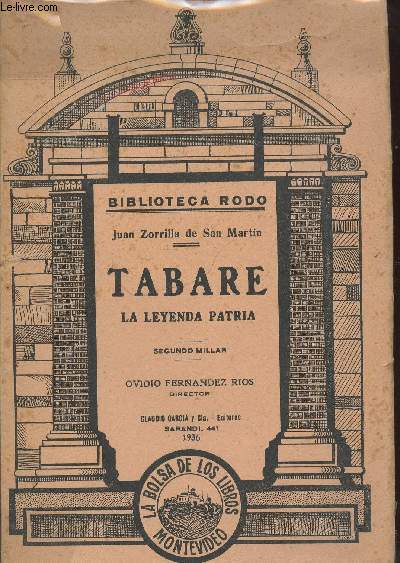 Le-livre.com
BIBLIOTECA RODO
Juan Zorrilla de San Martín
TABARE
LA LEYENDA PATRIA
SEGUNDO MILLAR
OVIDIO FERNANDEZ RIOS
DIRECTOR
CLAUDIO GARCIA y Cía. - Editores
SARANDI, 441
1936
LA BOLSA DE LOS LIBROS
MONTEVIDEO